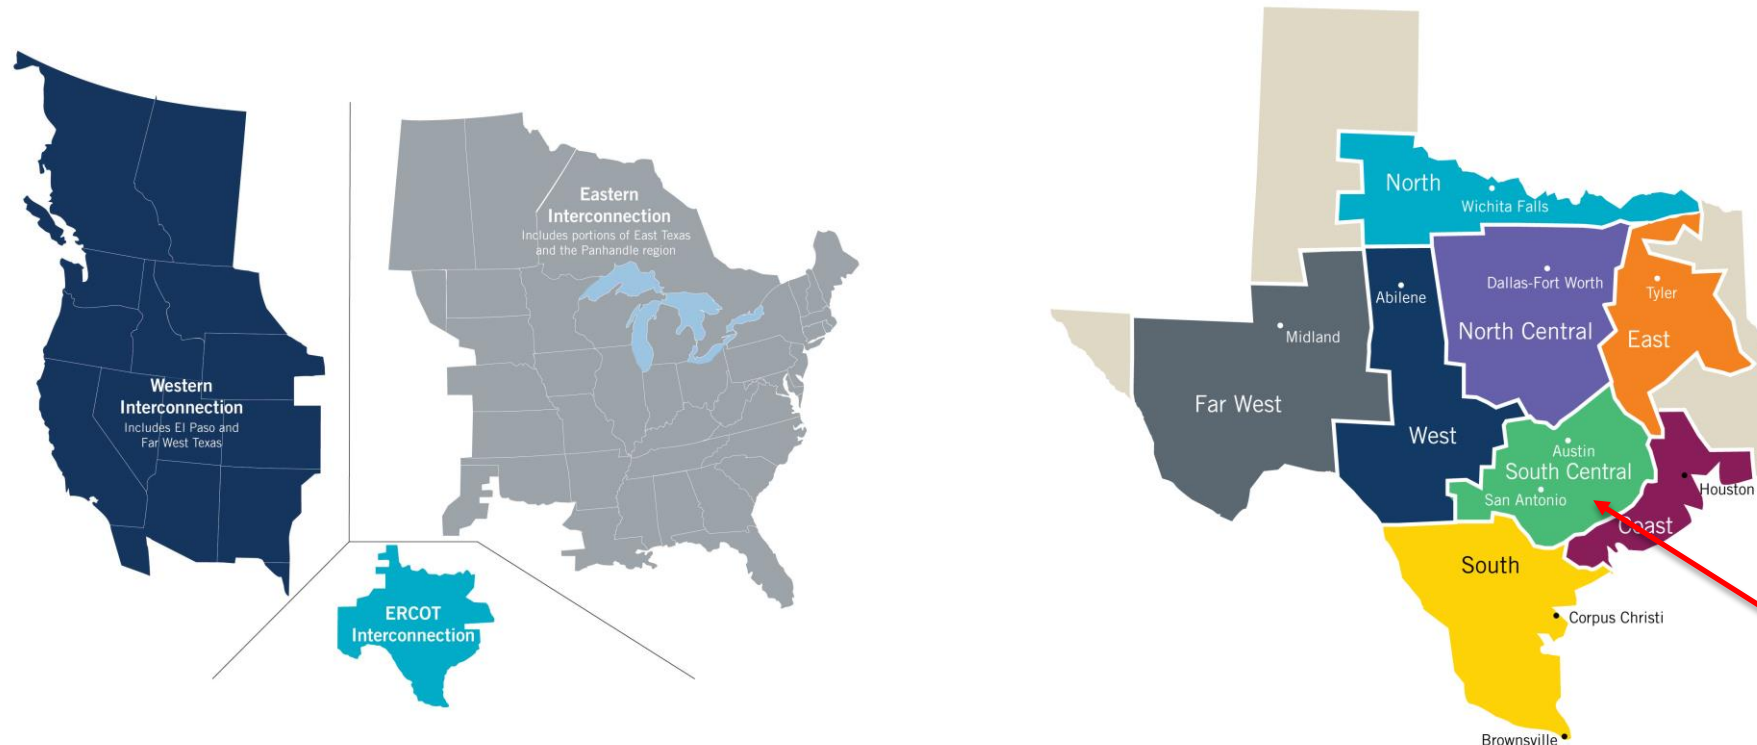 Eastern
Interconnection
Includes portions of East Texas
and the Panhandle region
Western
Interconnection
Includes El Paso and
Far West Texas
ERCOT
Interconnection
North
Wichita Falls
Dallas-Fort Worth
North Central
Abilene
Tyler
East
Midland
Far West
West
Austin
South Central
San Antonio
Houston
Coast
South
Corpus Christi
Brownsville